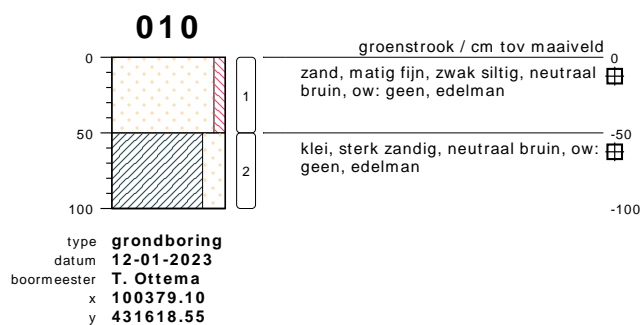 010
groenstrook / cm tov maaiveld
0 0
zand, matig fijn, zwak siltig, neutraal
bruin, ow: geen, edelman
1
50 -50
klei, sterk zandig, neutraal bruin, ow:
geen, edelman
2
100 -100
type grondboring
datum 12-01-2023
boormeester T. Ottema
x 100379.10
y 431618.55